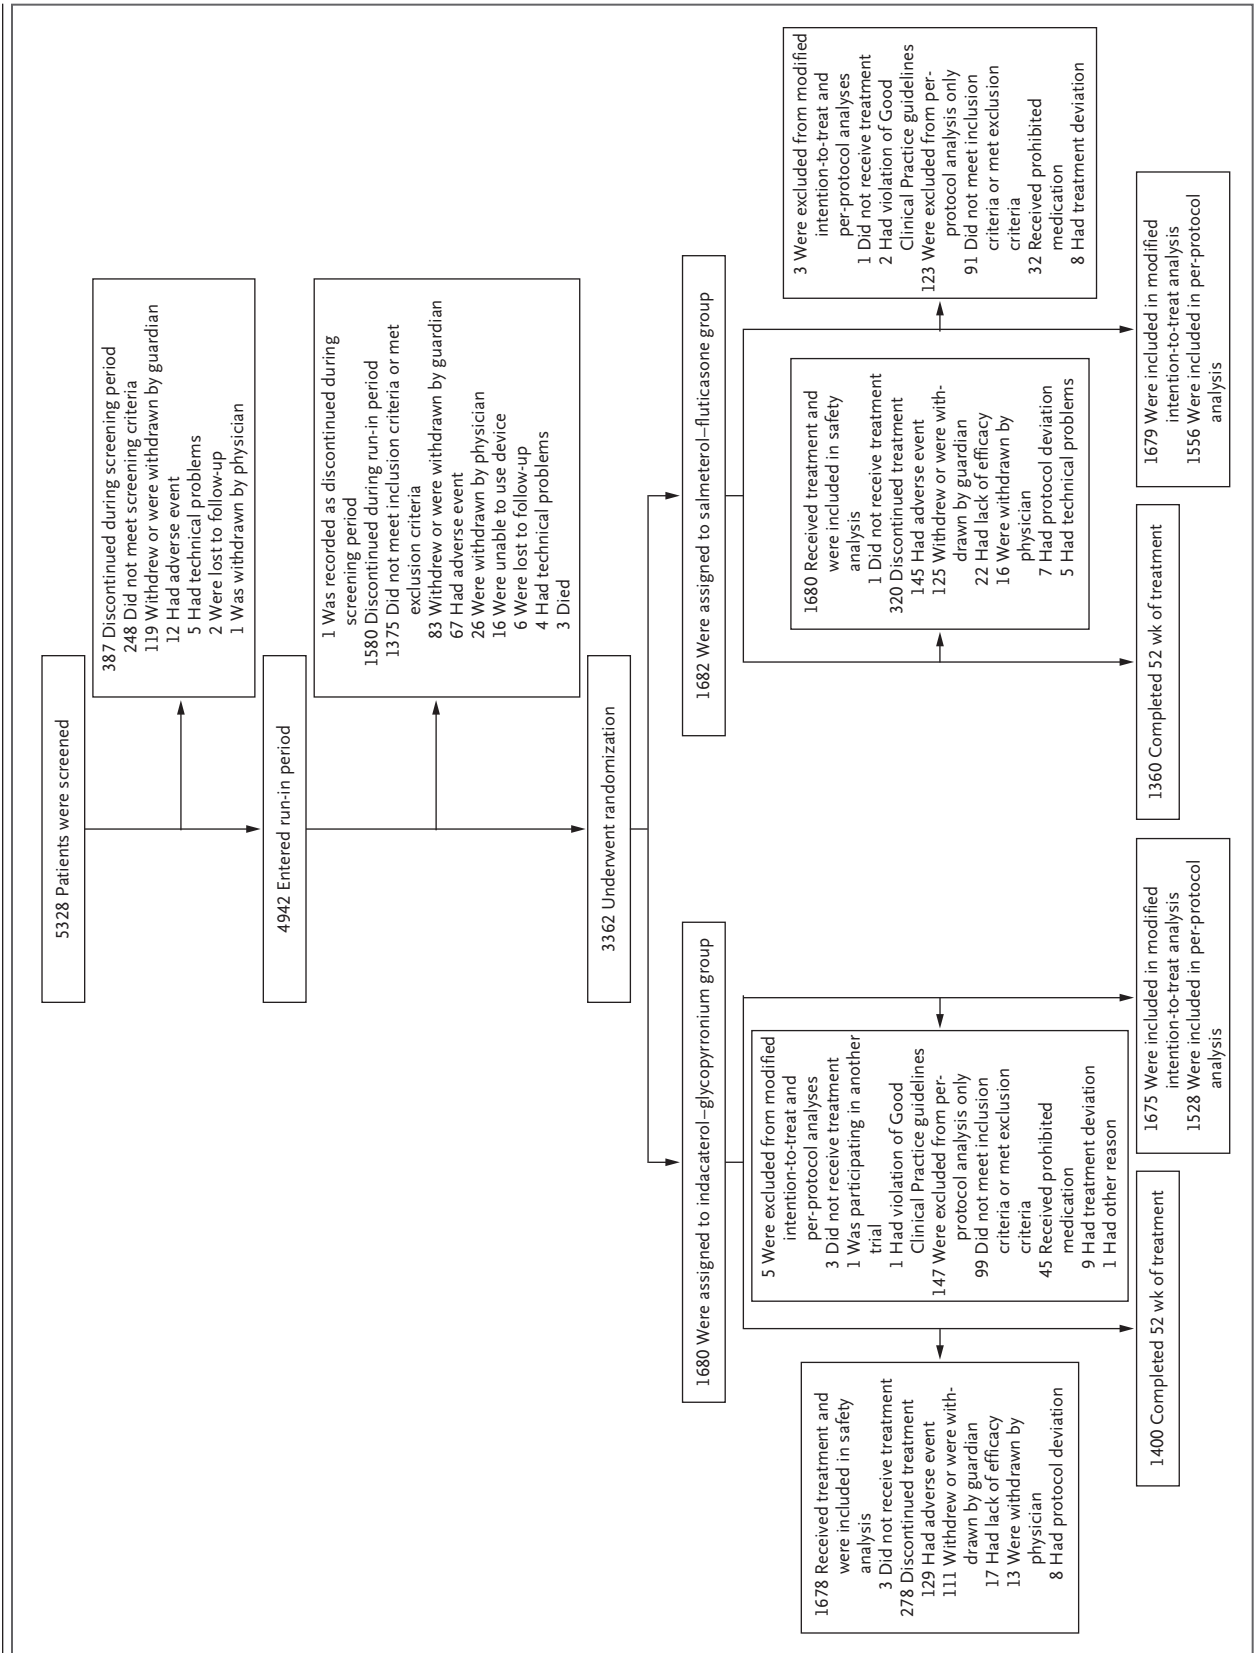 5328 Patients were screened
387 Discontinued during screening period
248 Did not meet screening criteria
119 Withdrew or were withdrawn by guardian
12 Had adverse event
5 Had technical problems
2 Were lost to follow-up
1 Was withdrawn by physician
4942 Entered run-in period
1 Was recorded as discontinued during
screening period
1580 Discontinued during run-in period
1375 Did not meet inclusion criteria or met
exclusion criteria
83 Withdrew or were withdrawn by guardian
67 Had adverse event
26 Were withdrawn by physician
16 Were unable to use device
6 Were lost to follow-up
4 Had technical problems
3 Died
3362 Underwent randomization
1680 Were assigned to indacaterol–glycopyrronium group
1682 Were assigned to salmeterol–fluticasone group
1678 Received treatment and
were included in safety
analysis
3 Did not receive treatment
278 Discontinued treatment
129 Had adverse event
111 Withdrew or were with-
drawn by guardian
17 Had lack of efficacy
13 Were withdrawn by
physician
8 Had protocol deviation
5 Were excluded from modified
intention-to-treat and
per-protocol analyses
3 Did not receive treatment
1 Was participating in another
trial
1 Had violation of Good
Clinical Practice guidelines
147 Were excluded from per-
protocol analysis only
99 Did not meet inclusion
criteria or met exclusion
criteria
45 Received prohibited
medication
9 Had treatment deviation
1 Had other reason
1680 Received treatment and
were included in safety
analysis
1 Did not receive treatment
320 Discontinued treatment
145 Had adverse event
125 Withdrew or were with-
drawn by guardian
22 Had lack of efficacy
16 Were withdrawn by
physician
7 Had protocol deviation
5 Had technical problems
3 Were excluded from modified
intention-to-treat and
per-protocol analyses
1 Did not receive treatment
2 Had violation of Good
Clinical Practice guidelines
123 Were excluded from per-
protocol analysis only
91 Did not meet inclusion
criteria or met exclusion
criteria
32 Received prohibited
medication
8 Had treatment deviation
1400 Completed 52 wk of treatment
1675 Were included in modified
intention-to-treat analysis
1528 Were included in per-protocol
analysis
1360 Completed 52 wk of treatment
1679 Were included in modified
intention-to-treat analysis
1556 Were included in per-protocol
analysis